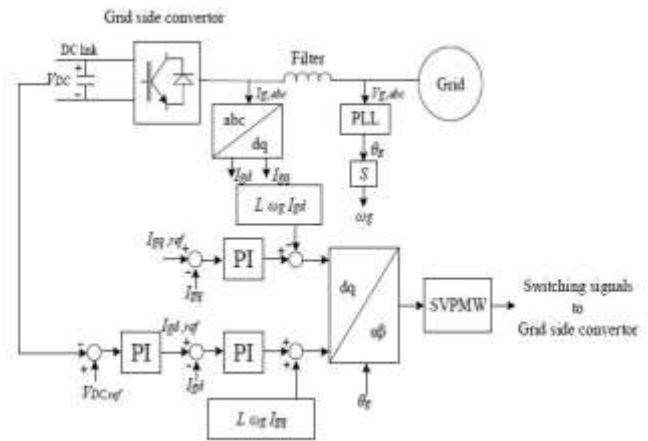 Grid side convertor
DC link
VDC
Filter
Grid
Ig,abc
Vg,abc
abc
dq
PLL
θg
Igd
Igq
S
L ωg Igd
ωg
Igq,ref
PI
Igq
dq
αβ
SVPMW
Switching signals
to
Grid side convertor
PI
Igd,ref
PI
VDC,ref
Igd
θg
L ωg Igq